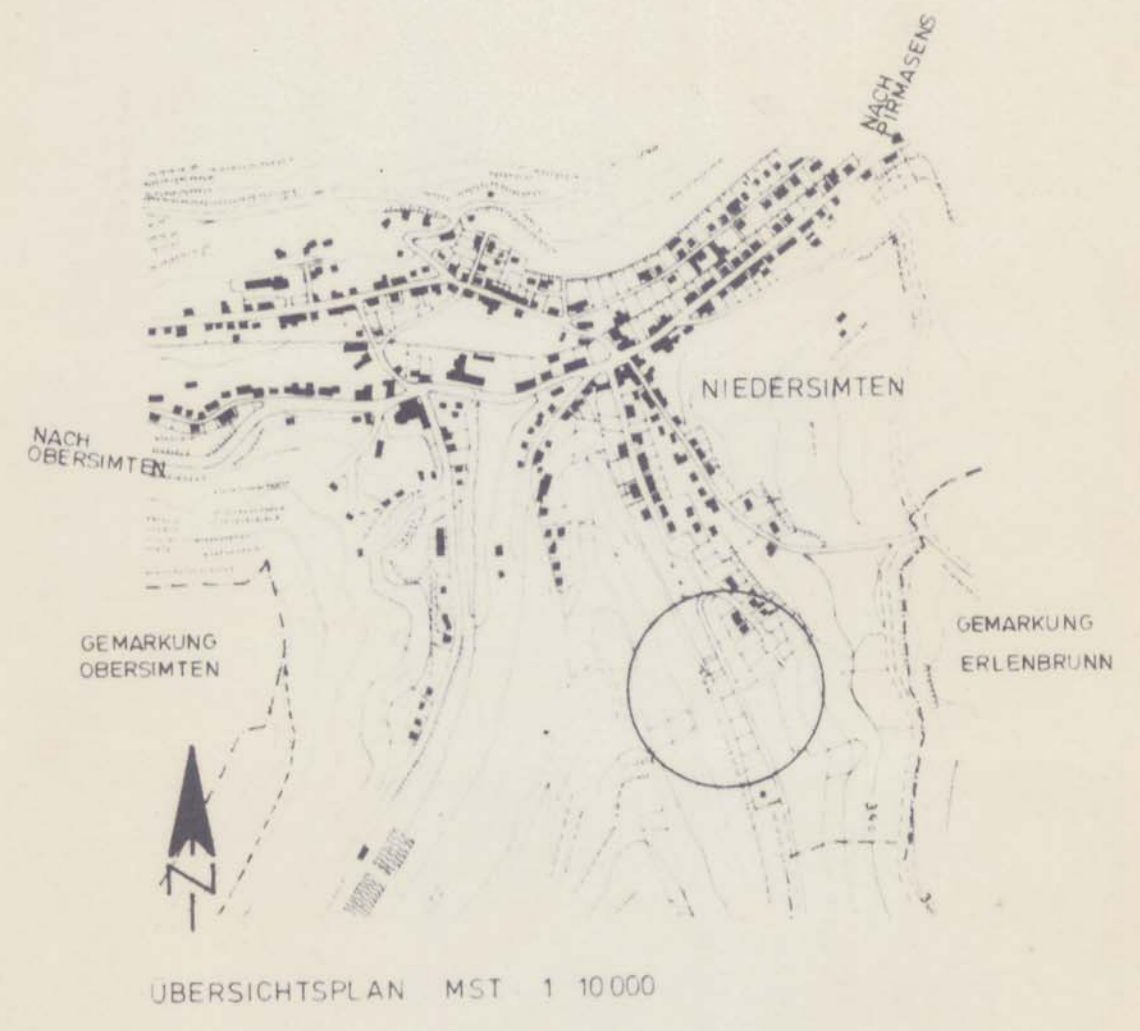 NACH
PIRMASENS
NIEDERSIMTEN
NACH
OBERSIMTEN
GEMARKUNG
OBERSIMTEN
GEMARKUNG
ERLENBRUNN
N
ÜBERSICHTSPLAN MST. 1 10 000